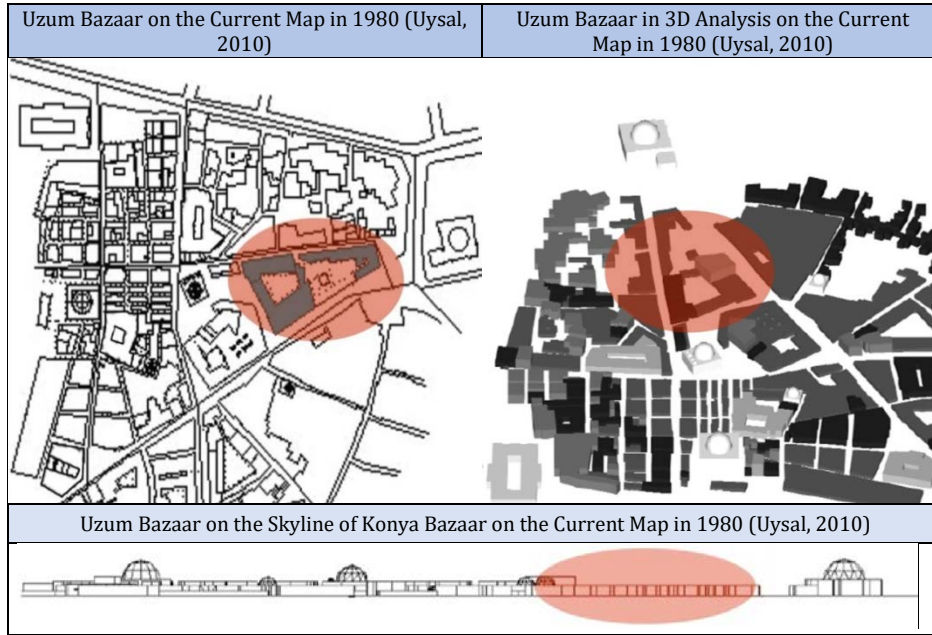 Uzum Bazaar on the Current Map in 1980 (Uysal,
2010)
Uzum Bazaar in 3D Analysis on the Current
Map in 1980 (Uysal, 2010)
Uzum Bazaar on the Skyline of Konya Bazaar on the Current Map in 1980 (Uysal, 2010)